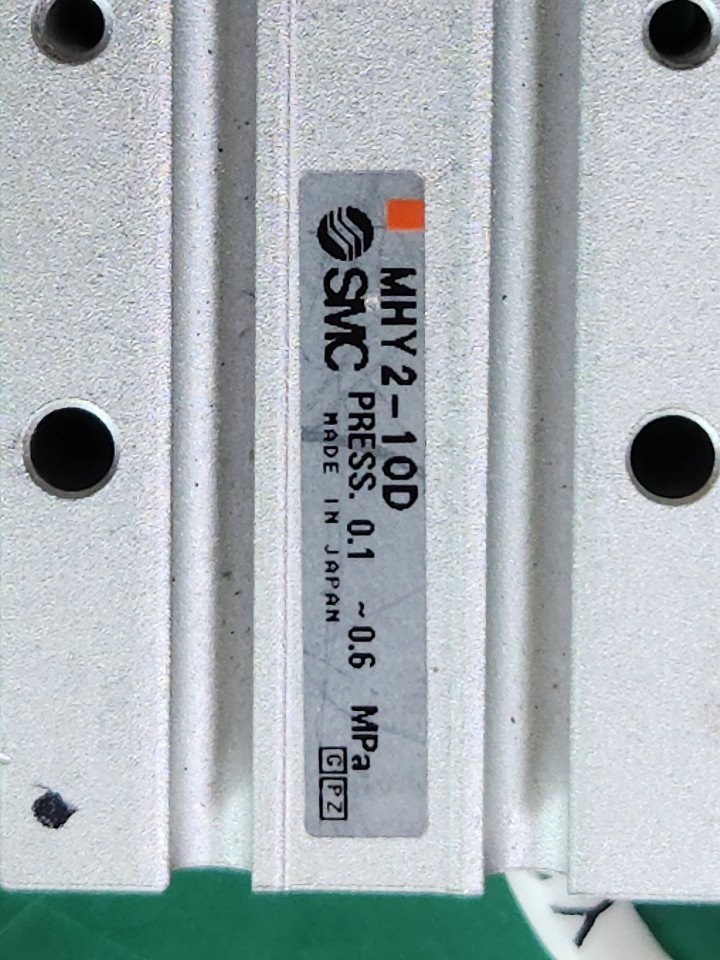 MHY2-10D
SMC PRESS. 0.1 ~0.6 MPa
MADE IN JAPAN
C PZ